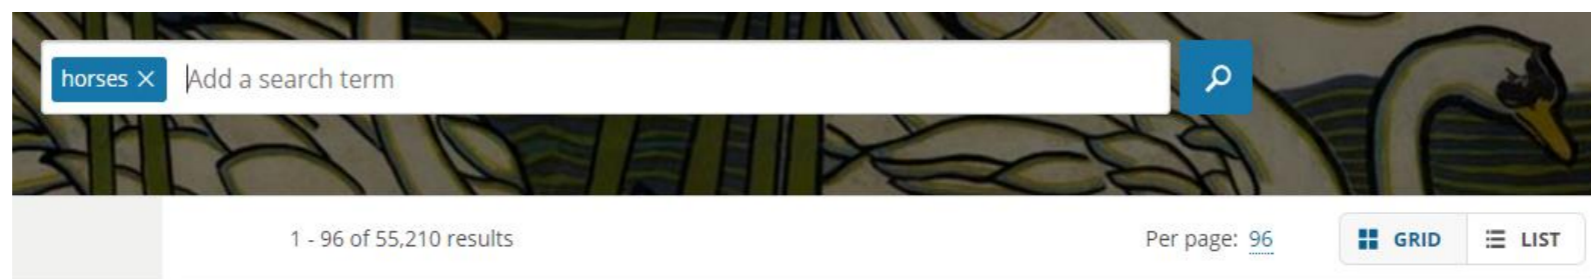 horses × Add a search term
1 - 96 of 55,210 results Per page: 96 GRID LIST